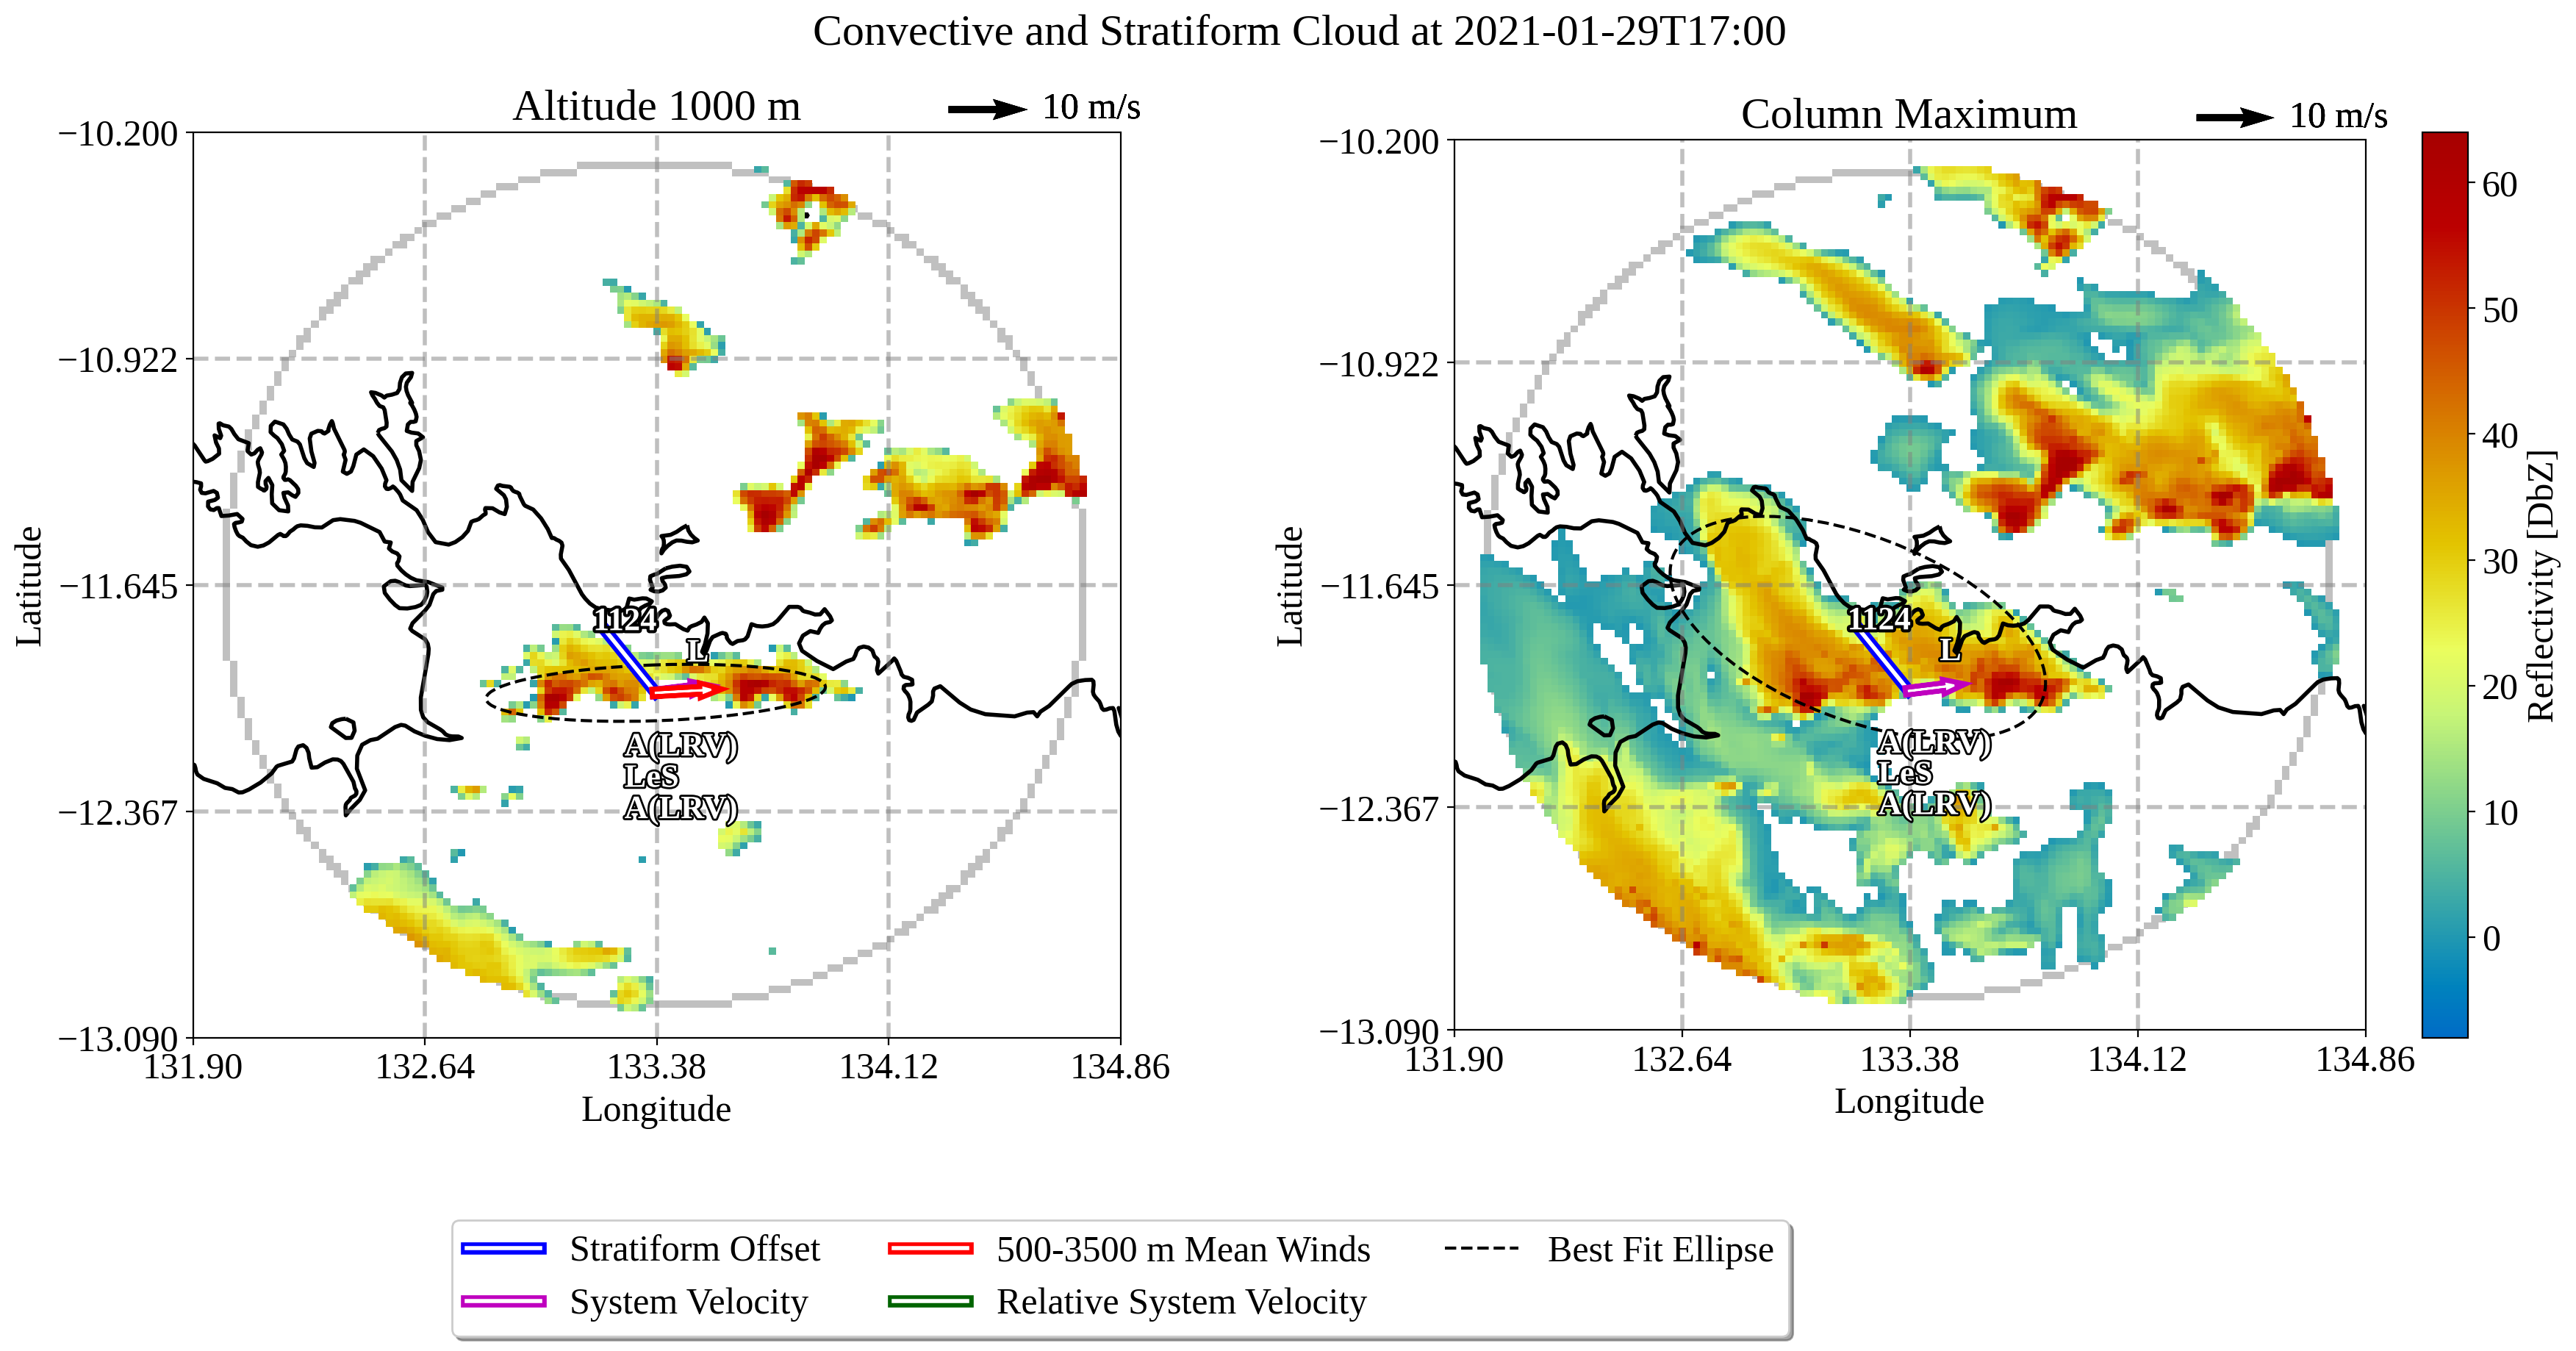 Convective and Stratiform Cloud at 2021-01-29T17:00
Altitude 1000 m
10 m/s
−10.200
−10.922
−11.645
−12.367
−13.090
131.90
132.64
133.38
134.12
134.86
Latitude
Longitude
1124
L
A(LRV)
LeS
A(LRV)
Column Maximum
10 m/s
−10.200
−10.922
−11.645
−12.367
−13.090
131.90
132.64
133.38
134.12
134.86
Latitude
Longitude
1124
L
A(LRV)
LeS
A(LRV)
60
50
40
30
20
10
0
Reflectivity [DbZ]
Stratiform Offset
System Velocity
500-3500 m Mean Winds
Relative System Velocity
Best Fit Ellipse